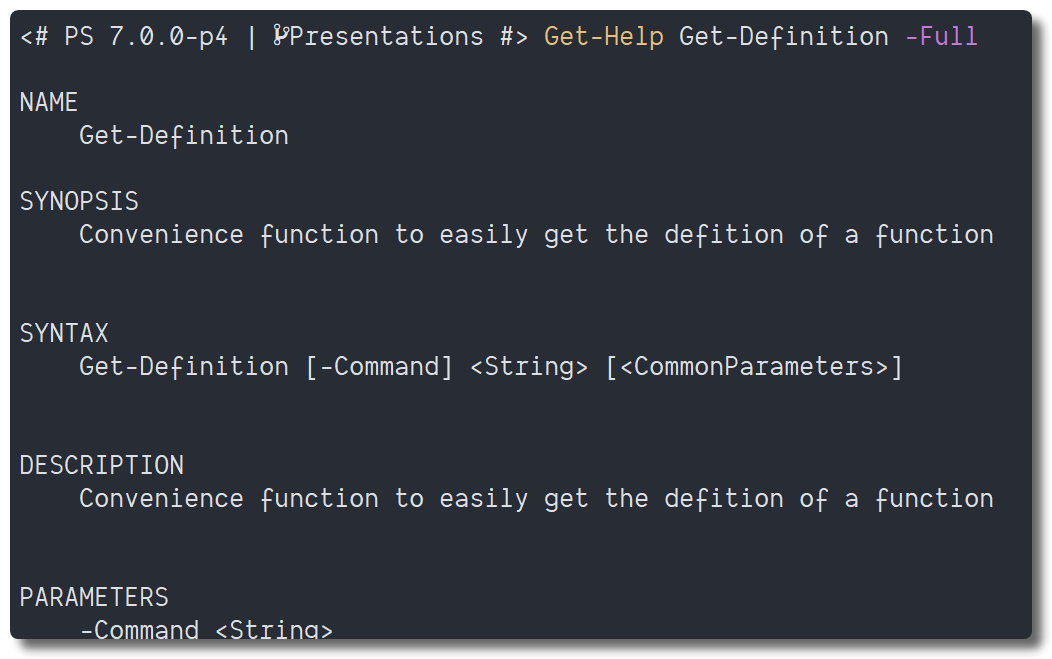 <# PS 7.0.0-p4 | Presentations #> Get-Help Get-Definition -Full
NAME
Get-Definition
SYNOPSIS
Convenience function to easily get the defition of a function
SYNTAX
Get-Definition [-Command] <String> [<CommonParameters>]
DESCRIPTION
Convenience function to easily get the defition of a function
PARAMETERS
-Command <String>